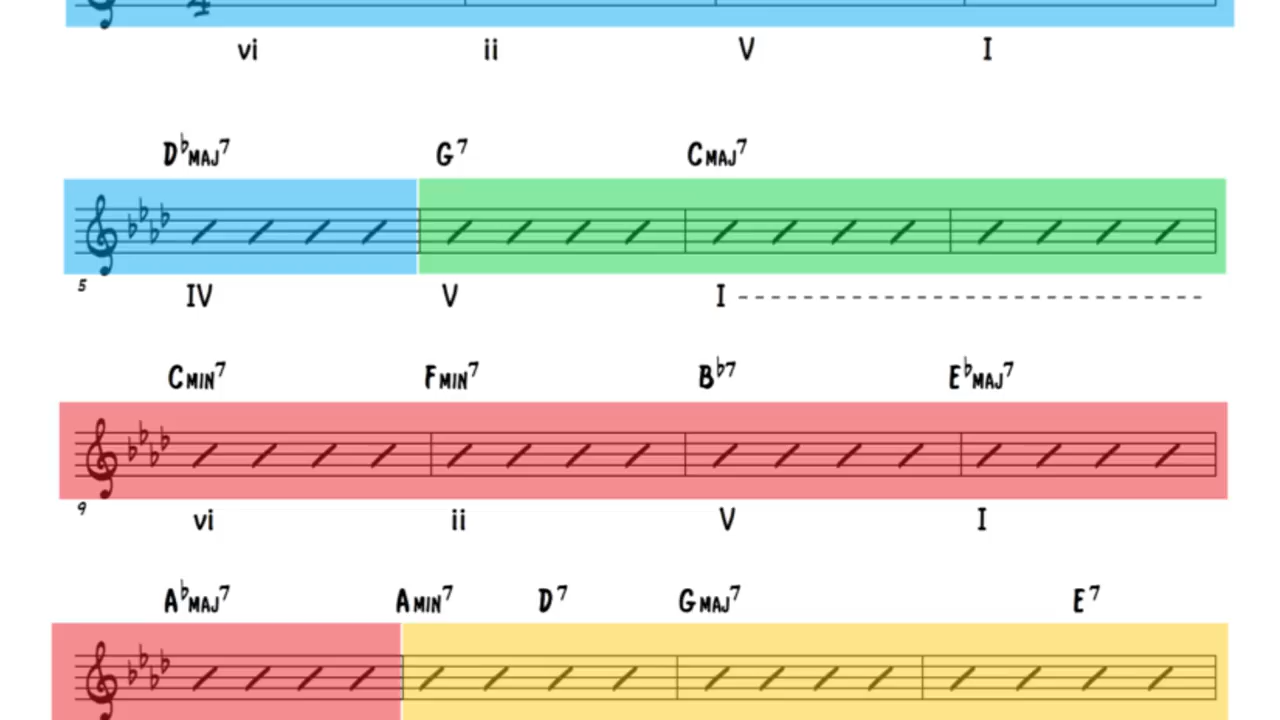 vi ii V I
D♭MAJ7 G7 CMAJ7
5
IV V I
CMIN7 FMIN7 B♭7 E♭MAJ7
9
vi ii V I
A♭MAJ7 AMIN7 D7 GMAJ7 E7